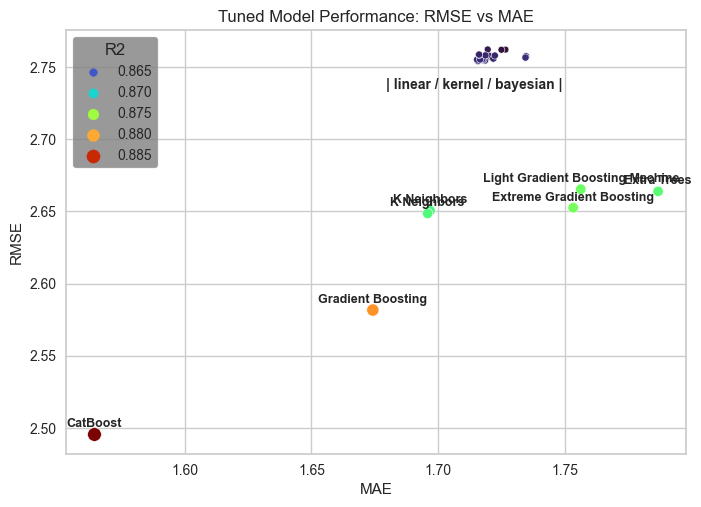 Tuned Model Performance: RMSE vs MAE
R2
0.865
0.870
0.875
0.880
0.885
| linear / kernel / bayesian |
Light Gradient Boosting Machine
Extra Trees
Extreme Gradient Boosting
K Neighbors
K Neighbors
Gradient Boosting
CatBoost
2.75
2.70
2.65
2.60
2.55
2.50
RMSE
1.60
1.65
1.70
1.75
MAE